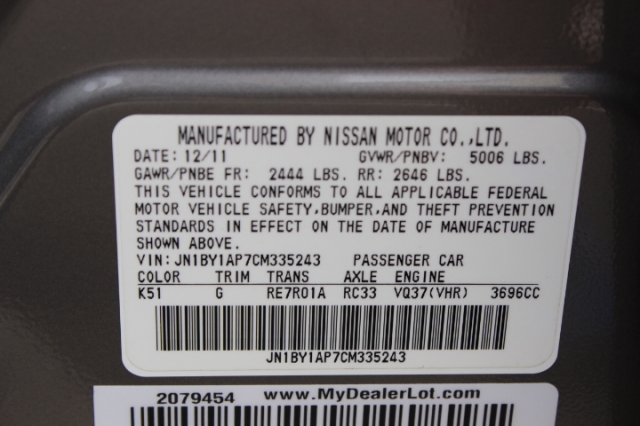 MANUFACTURED BY NISSAN MOTOR CO.,LTD.
DATE: 12/11 GVWR/PNBV: 5006 LBS.
GAWR/PNBE FR: 2444 LBS. RR: 2646 LBS.
THIS VEHICLE CONFORMS TO ALL APPLICABLE FEDERAL
MOTOR VEHICLE SAFETY,BUMPER,AND THEFT PREVENTION
STANDARDS IN EFFECT ON THE DATE OF MANUFACTURE
SHOWN ABOVE.
VIN: JN1BY1AP7CM335243 PASSENGER CAR
COLOR TRIM TRANS AXLE ENGINE
K51 G RE7R01A RC33 VQ37(VHR) 3696CC
JN1BY1AP7CM335243
2079454 www.MyDealerLot.com